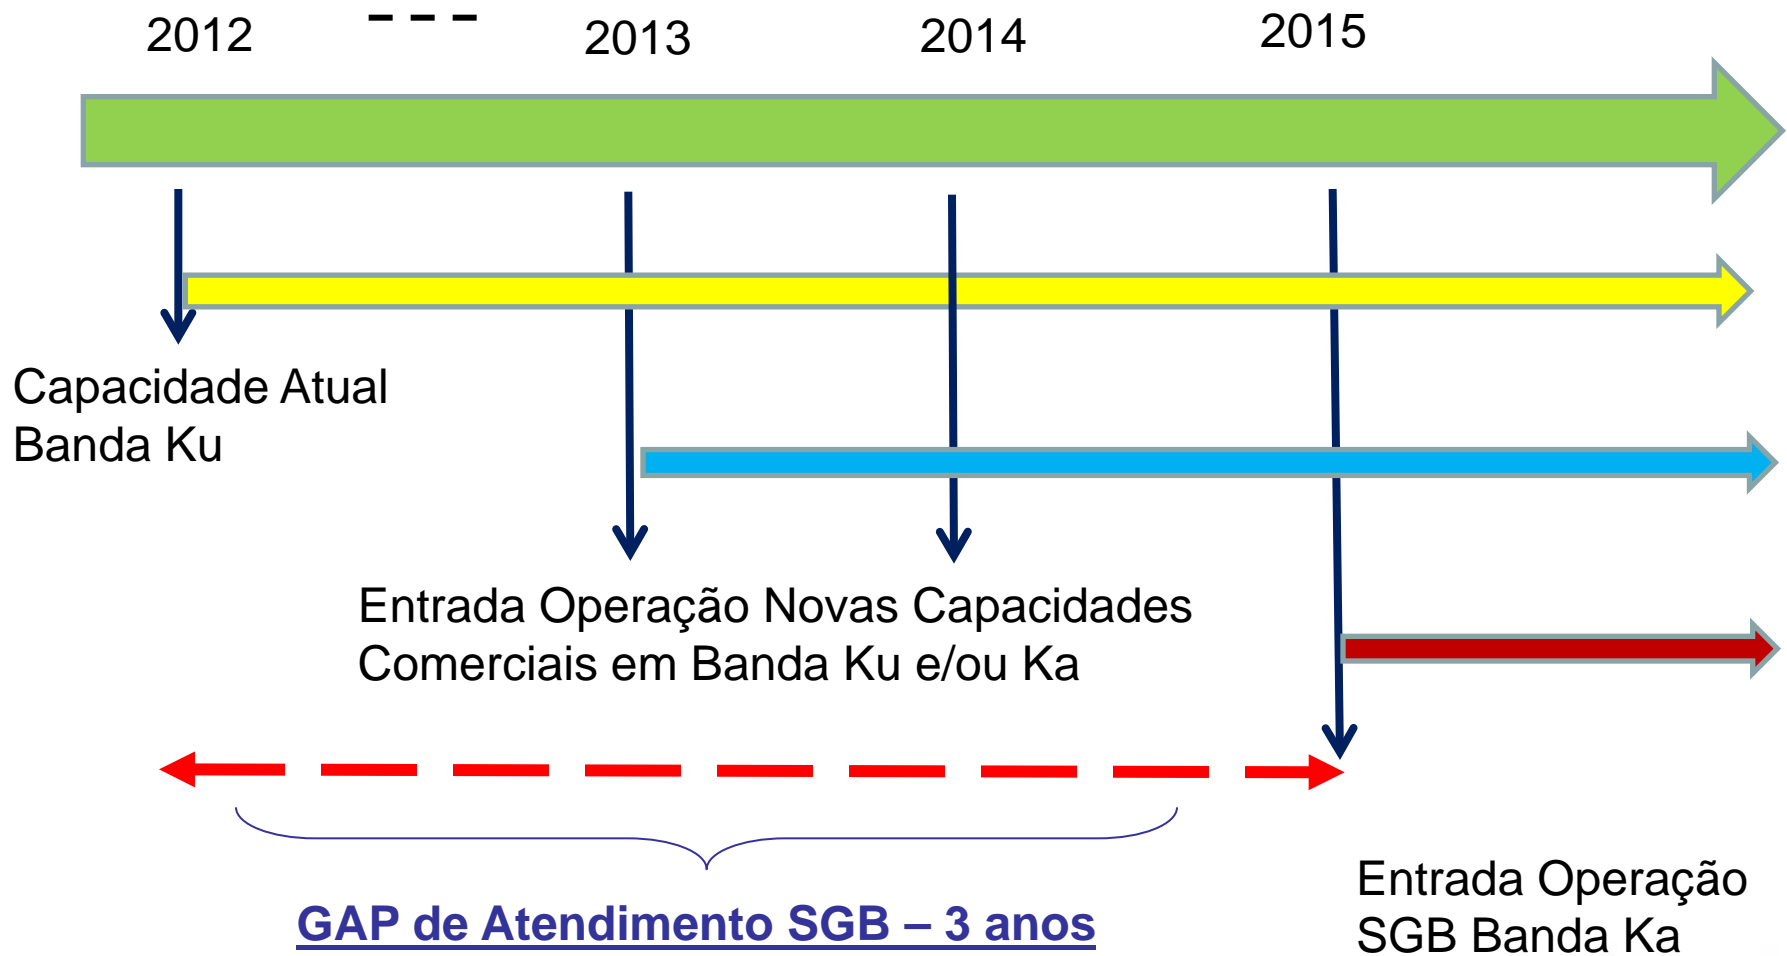 2012
2013
2014
2015
Capacidade Atual
Banda Ku
Entrada Operação Novas Capacidades
Comerciais em Banda Ku e/ou Ka
GAP de Atendimento SGB – 3 anos
Entrada Operação
SGB Banda Ka